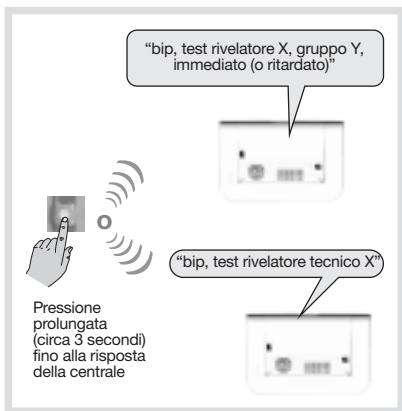 “bip, test rivelatore X, gruppo Y,
immediato (o ritardato)”
o
“bip, test rivelatore tecnico X”
Pressione
prolungata
(circa 3 secondi)
fino alla risposta
della centrale